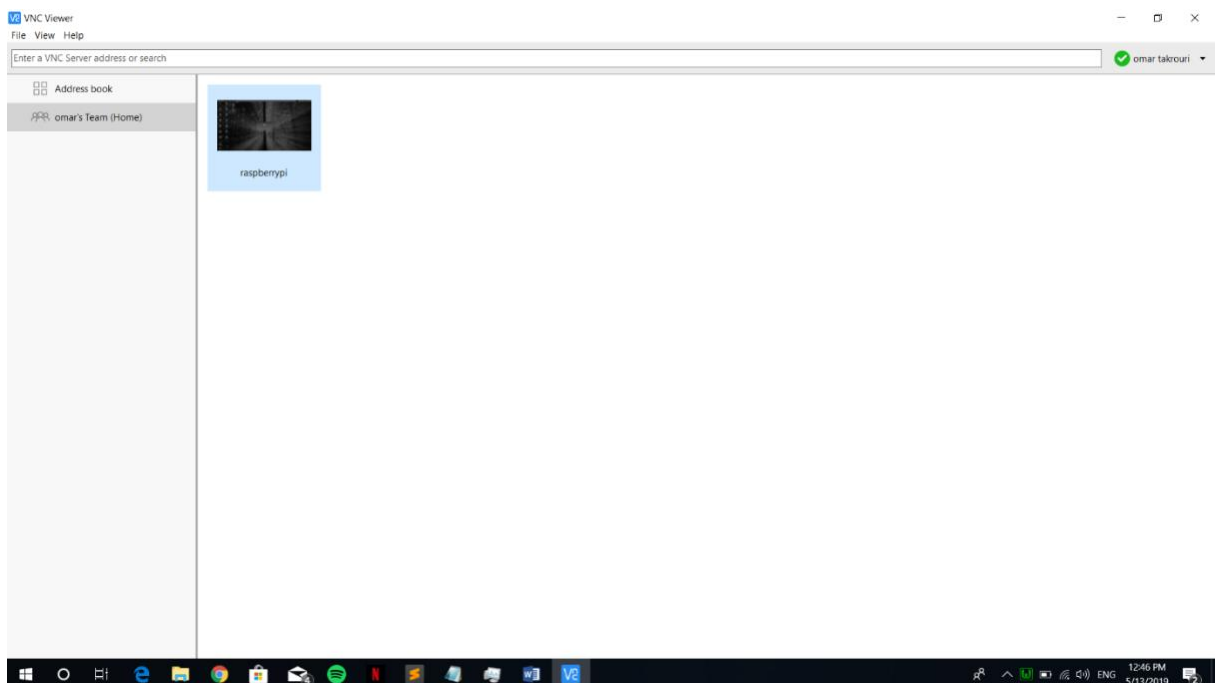 VNC Viewer
File View Help
Enter a VNC Server address or search
omar takrouri
Address book
omar's Team (Home)
raspberrypi
ENG
12:46 PM
5/13/2019